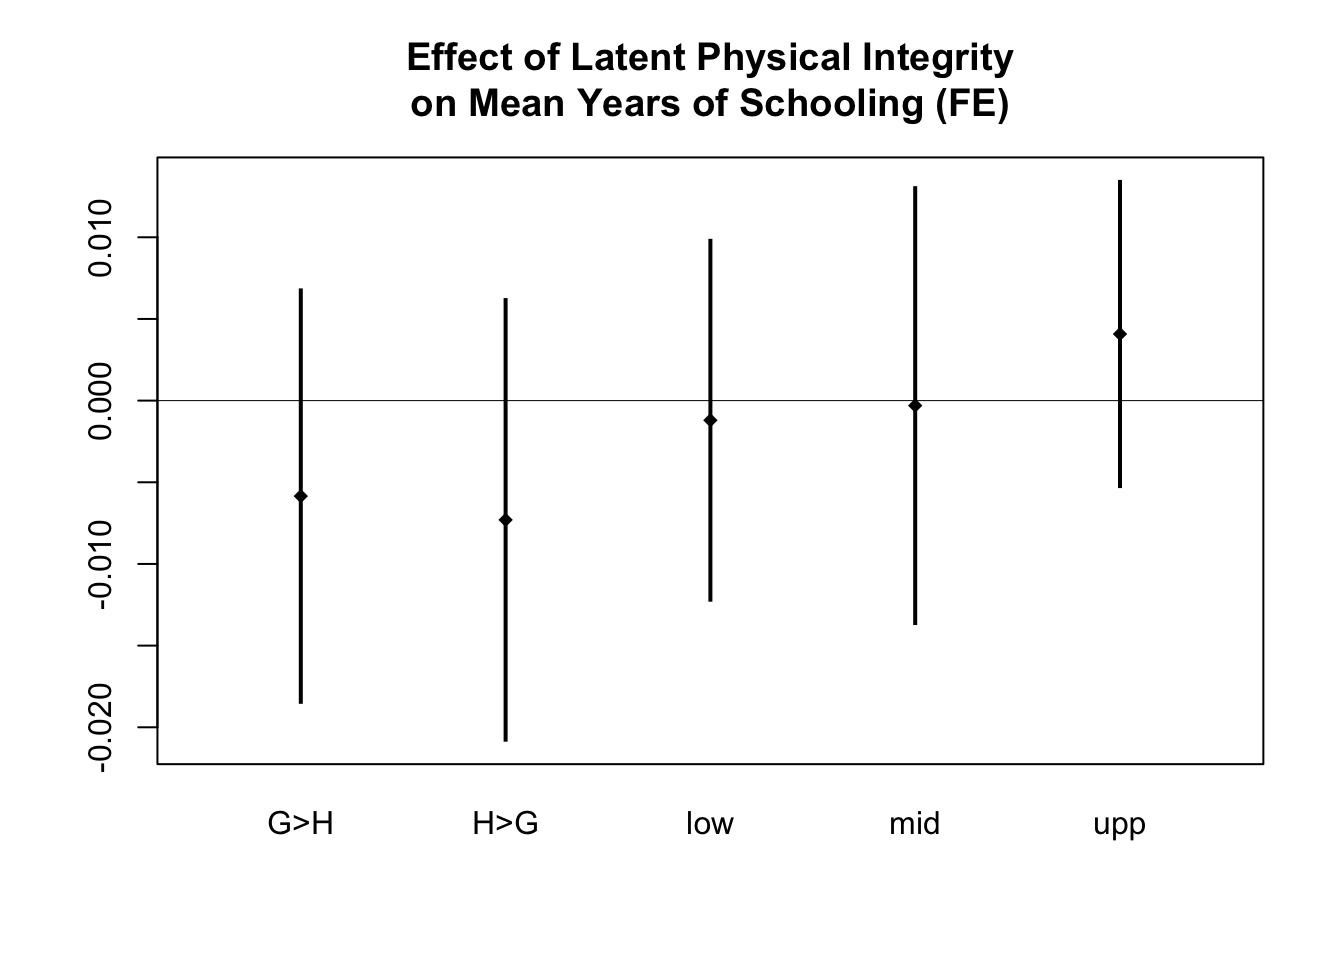 Effect of Latent Physical Integrity
on Mean Years of Schooling (FE)
0.010
0.000
-0.010
-0.020
G>H H>G low mid upp